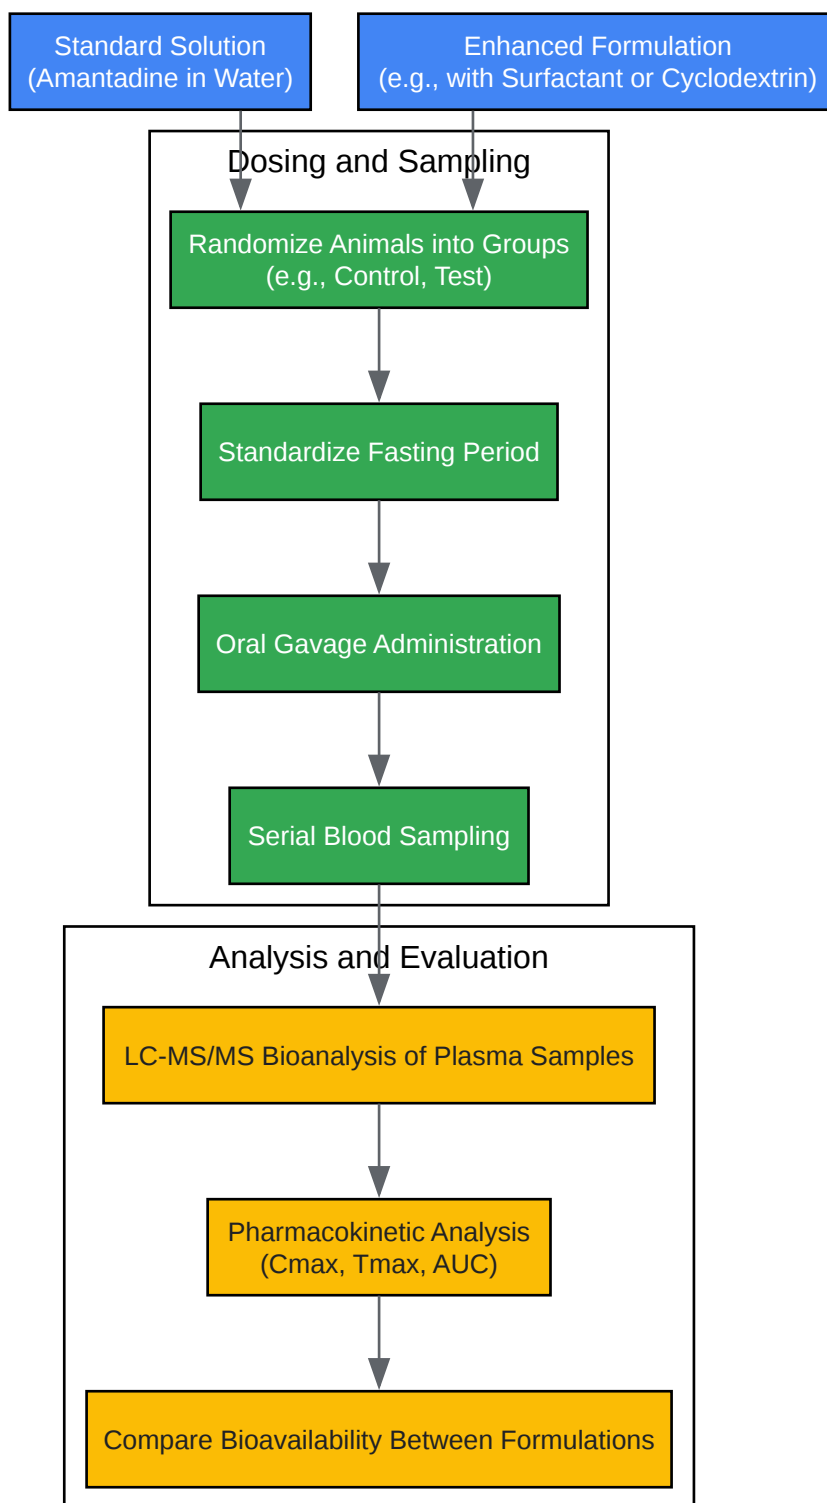 Standard Solution
(Amantadine in Water)
Enhanced Formulation
(e.g., with Surfactant or Cyclodextrin)
Dosing and Sampling
Randomize Animals into Groups
(e.g., Control, Test)
Standardize Fasting Period
Oral Gavage Administration
Serial Blood Sampling
Analysis and Evaluation
LC-MS/MS Bioanalysis of Plasma Samples
Pharmacokinetic Analysis
(Cmax, Tmax, AUC)
Compare Bioavailability Between Formulations